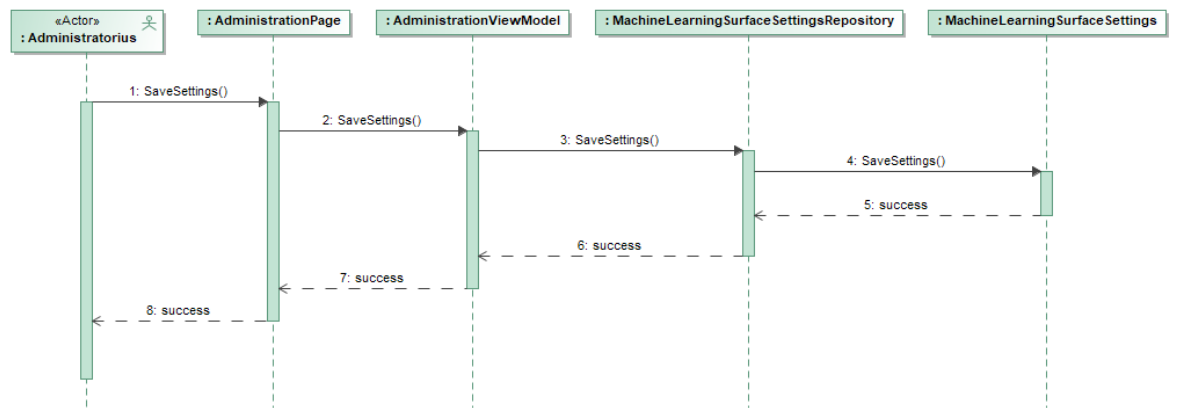 «Actor»
: Administratorius
: AdministrationPage
: AdministrationViewModel
: MachineLearningSurfaceSettingsRepository
: MachineLearningSurfaceSettings
1: SaveSettings()
2: SaveSettings()
3: SaveSettings()
4: SaveSettings()
5: success
6: success
7: success
8: success